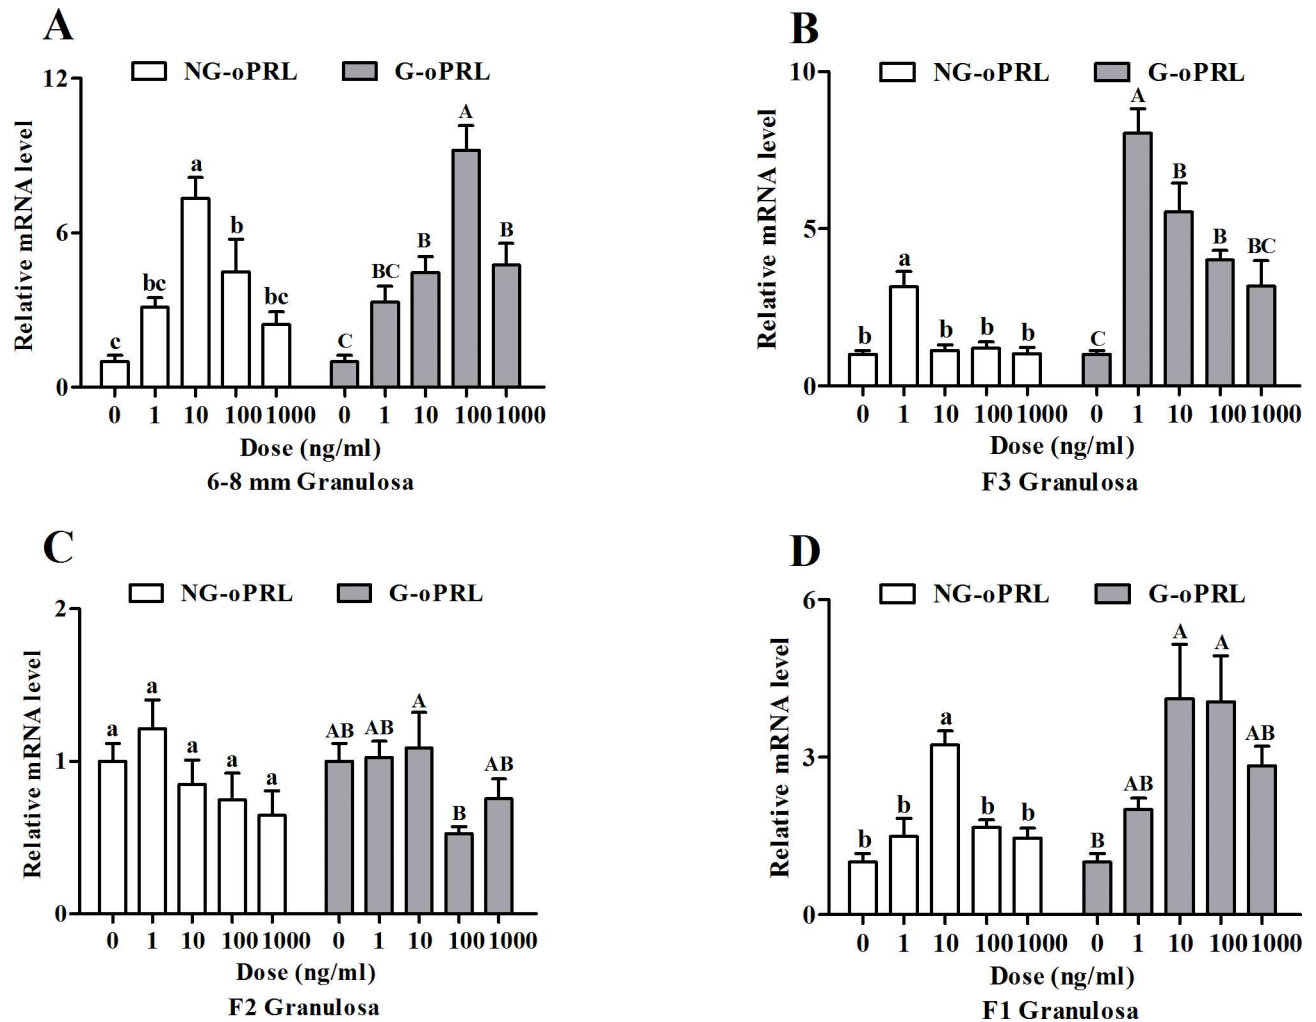 A
NG-oPRL G-oPRL
Relative mRNA level
12
6
0
c bc a b bc C BC B A B
0 1 10 100 1000 0 1 10 100 1000
Dose (ng/ml)
6-8 mm Granulosa
B
NG-oPRL G-oPRL
Relative mRNA level
10
5
0
b a b b b C A B B BC
0 1 10 100 1000 0 1 10 100 1000
Dose (ng/ml)
F3 Granulosa
C
NG-oPRL G-oPRL
Relative mRNA level
2
1
0
a a a a a AB AB A B AB
0 1 10 100 1000 0 1 10 100 1000
Dose (ng/ml)
F2 Granulosa
D
NG-oPRL G-oPRL
Relative mRNA level
6
3
0
b b a b b B AB A A AB
0 1 10 100 1000 0 1 10 100 1000
Dose (ng/ml)
F1 Granulosa